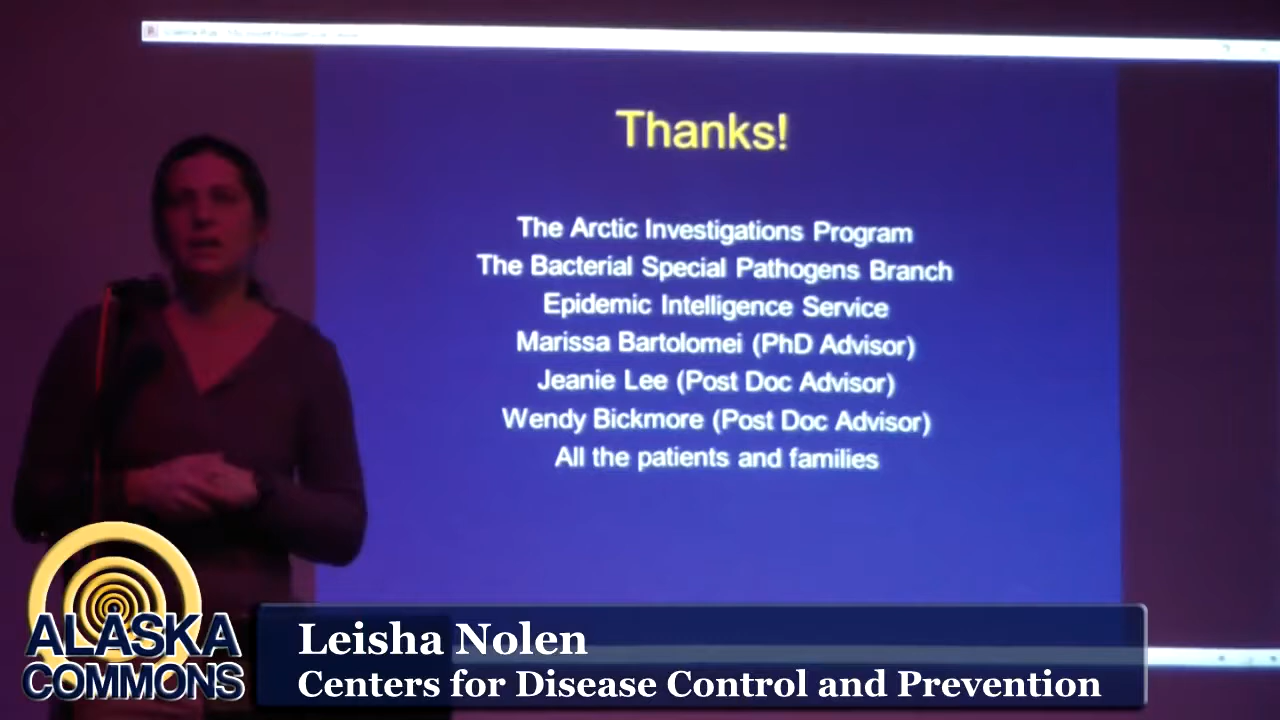 Thanks!
The Arctic Investigations Program
The Bacterial Special Pathogens Branch
Epidemic Intelligence Service
Marissa Bartolomei (PhD Advisor)
Jeanie Lee (Post Doc Advisor)
Wendy Bickmore (Post Doc Advisor)
All the patients and families
ALASKA
COMMONS
Leisha Nolen
Centers for Disease Control and Prevention